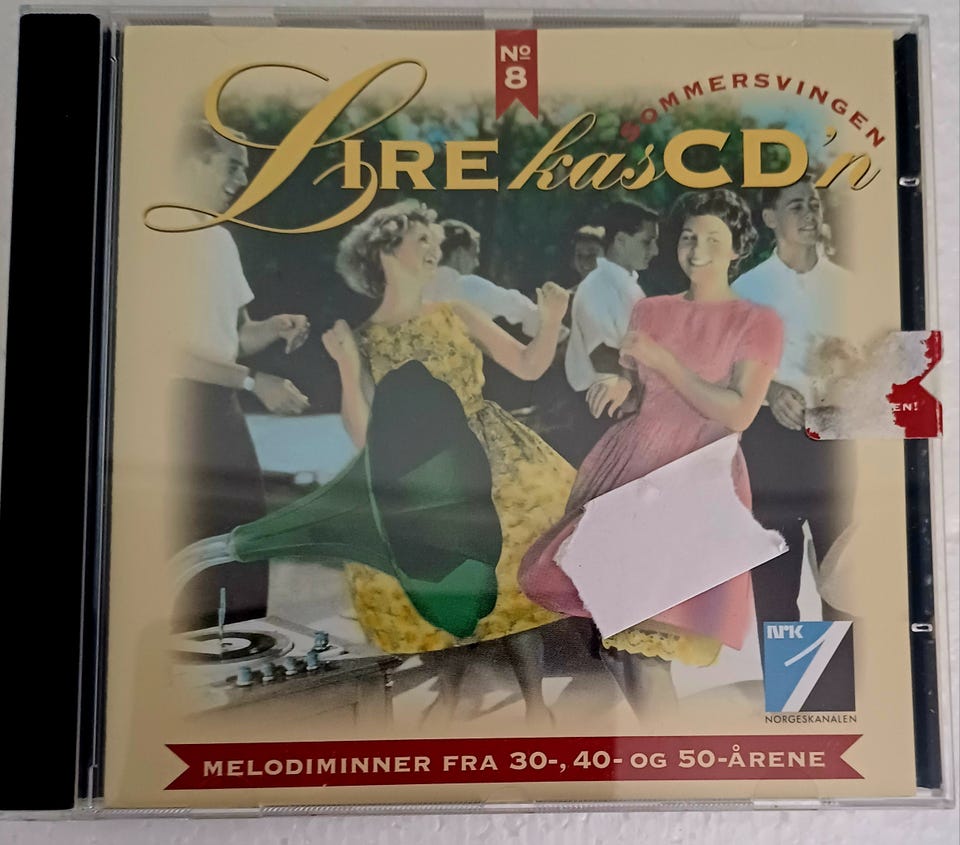 Nº
8
SOMMERSVINGEN
LIREkasCD'n
EN!
NRK
1
NORGESKANALEN
MELODIMINNER FRA 30-, 40- OG 50-ÅRENE